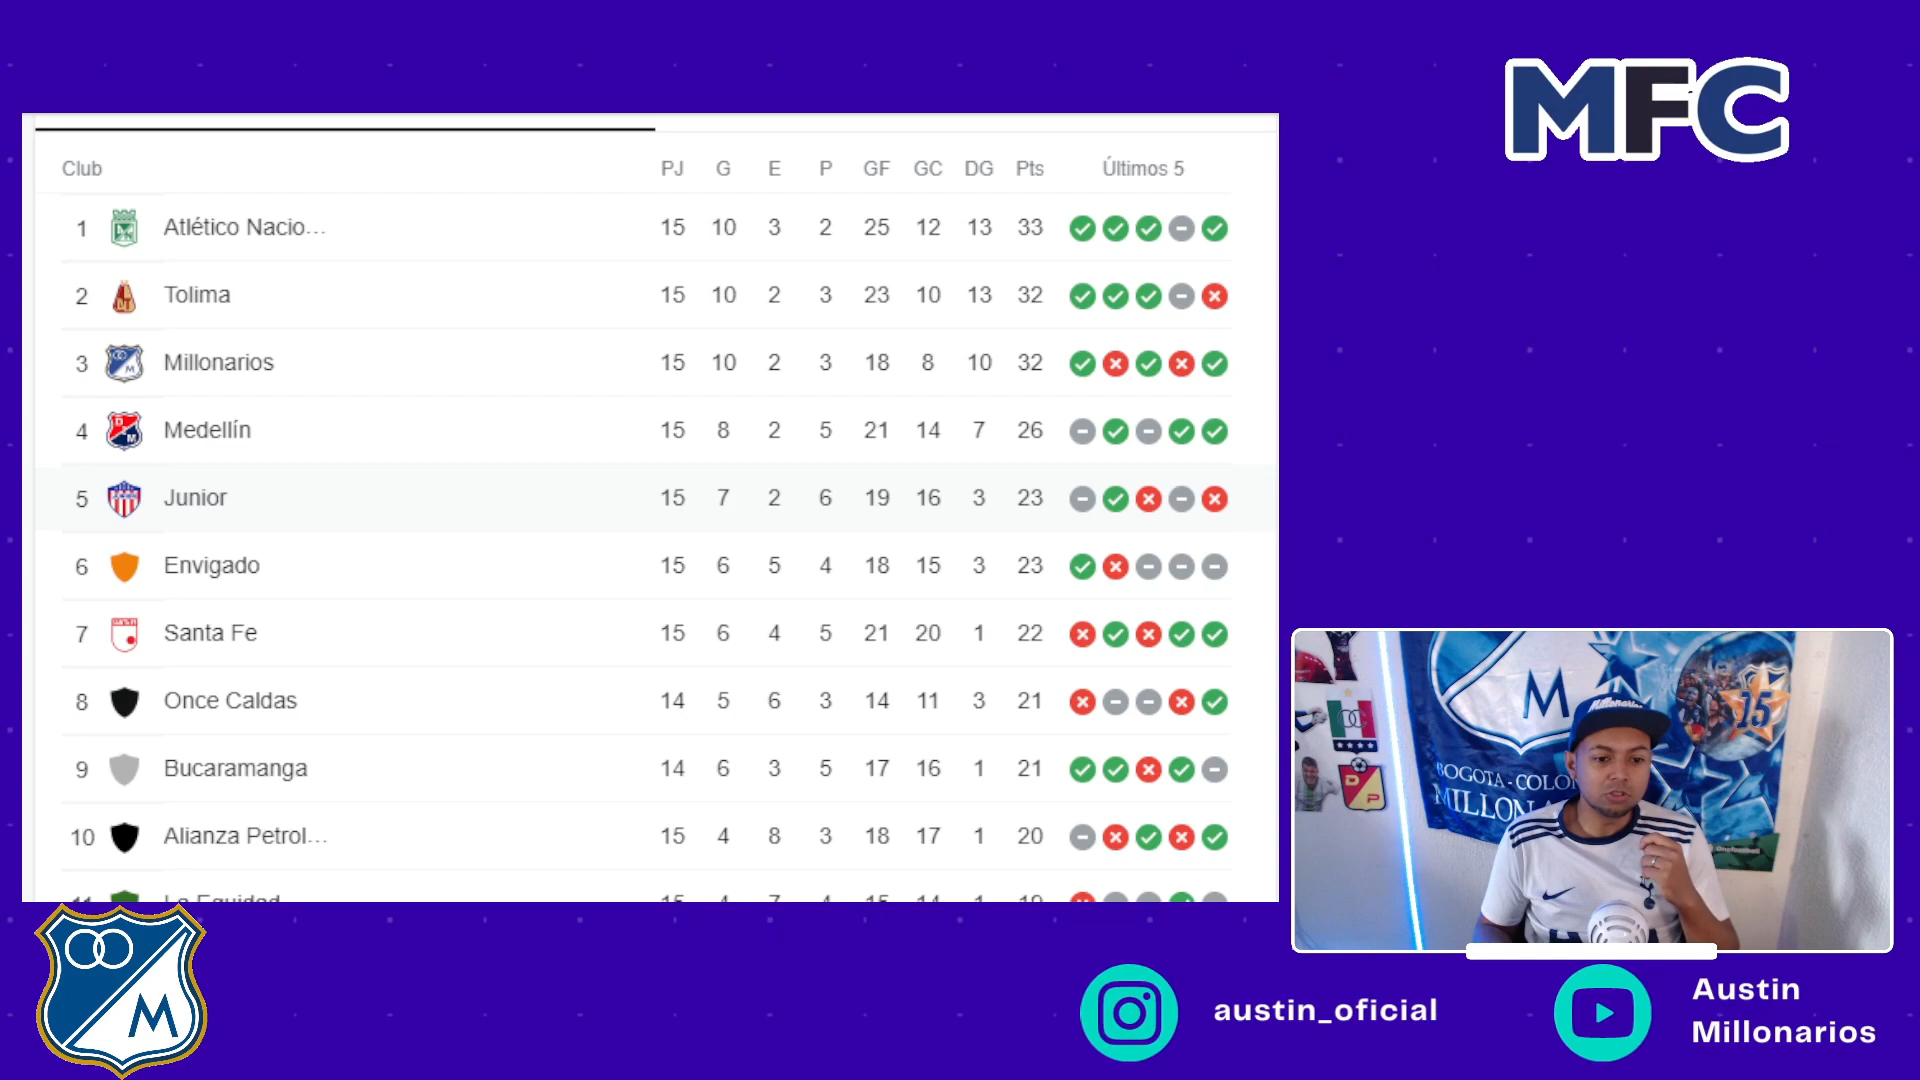 MFC
Club PJ G E P GF GC DG Pts Últimos 5
1 Atlético Nacio... 15 10 3 2 25 12 13 33
2 Tolima 15 10 2 3 23 10 13 32
3 Millonarios 15 10 2 3 18 8 10 32
4 Medellín 15 8 2 5 21 14 7 26
5 Junior 15 7 2 6 19 16 3 23
6 Envigado 15 6 5 4 18 15 3 23
7 Santa Fe 15 6 4 5 21 20 1 22
8 Once Caldas 14 5 6 3 14 11 3 21
9 Bucaramanga 14 6 3 5 17 16 1 21
10 Alianza Petrol... 15 4 8 3 18 17 1 20
M
15
Millonarios
BOGOTA - COLO
MILLON
DP
M
austin_oficial
Austin
Millonarios